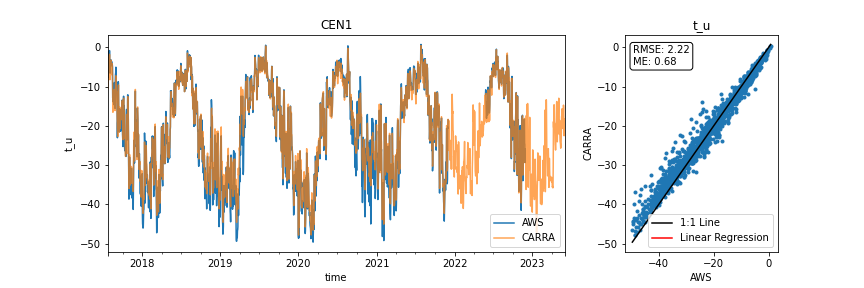 CEN1
t_u
0
−10
−20
−30
−40
−50
2018
2019
2020
2021
2022
2023
time
AWS
CARRA
t_u
RMSE: 2.22
ME: 0.68
CARRA
0
−10
−20
−30
−40
−50
−40
−20
0
AWS
1:1 Line
Linear Regression